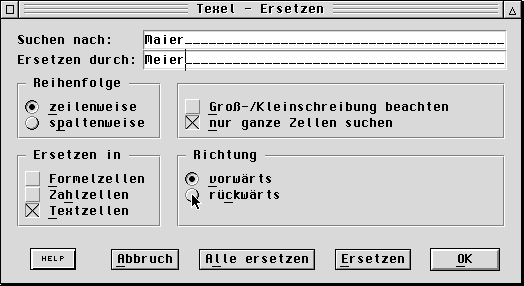 Texel - Ersetzen
Suchen nach: Maier
Ersetzen durch: Meier
Reihenfolge
zeilenweise
spaltenweise
Groß-/Kleinschreibung beachten
nur ganze Zellen suchen
Ersetzen in
Formelzellen
Zahlzellen
Textzellen
Richtung
vorwärts
rückwärts
HELP Abbruch Alle ersetzen Ersetzen OK